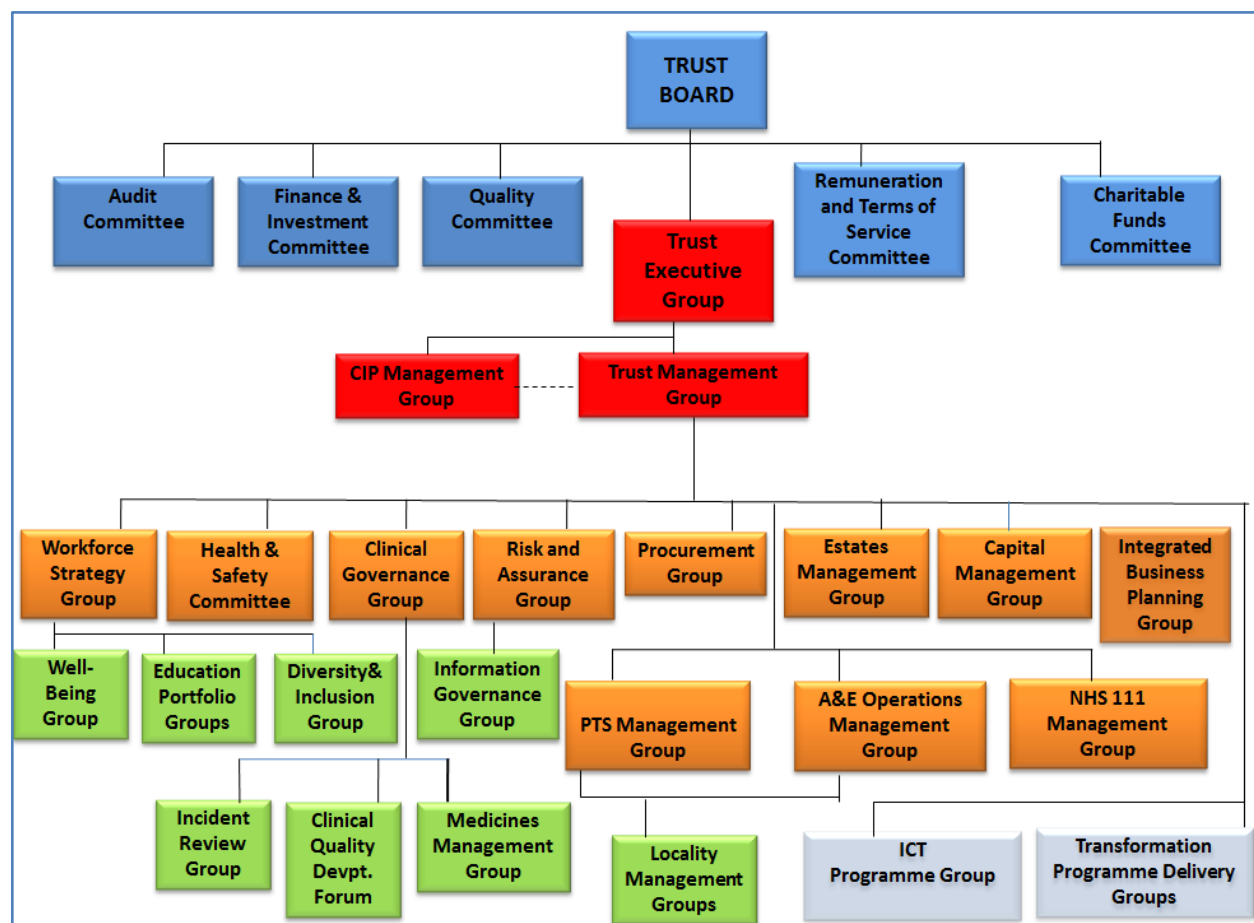 TRUST
BOARD
Audit
Committee
Finance &
Investment
Committee
Quality
Committee
Remuneration
and Terms of
Service
Committee
Charitable
Funds
Committee
Trust
Executive
Group
CIP Management
Group
Trust Management
Group
Workforce
Strategy
Group
Health &
Safety
Committee
Clinical
Governance
Group
Risk and
Assurance
Group
Procurement
Group
Estates
Management
Group
Capital
Management
Group
Integrated
Business
Planning
Group
Well-
Being
Group
Education
Portfolio
Groups
Diversity&
Inclusion
Group
Information
Governance
Group
PTS Management
Group
A&E Operations
Management
Group
NHS 111
Management
Group
Incident
Review
Group
Clinical
Quality
Devpt.
Forum
Medicines
Management
Group
Locality
Management
Groups
ICT
Programme Group
Transformation
Programme Delivery
Groups